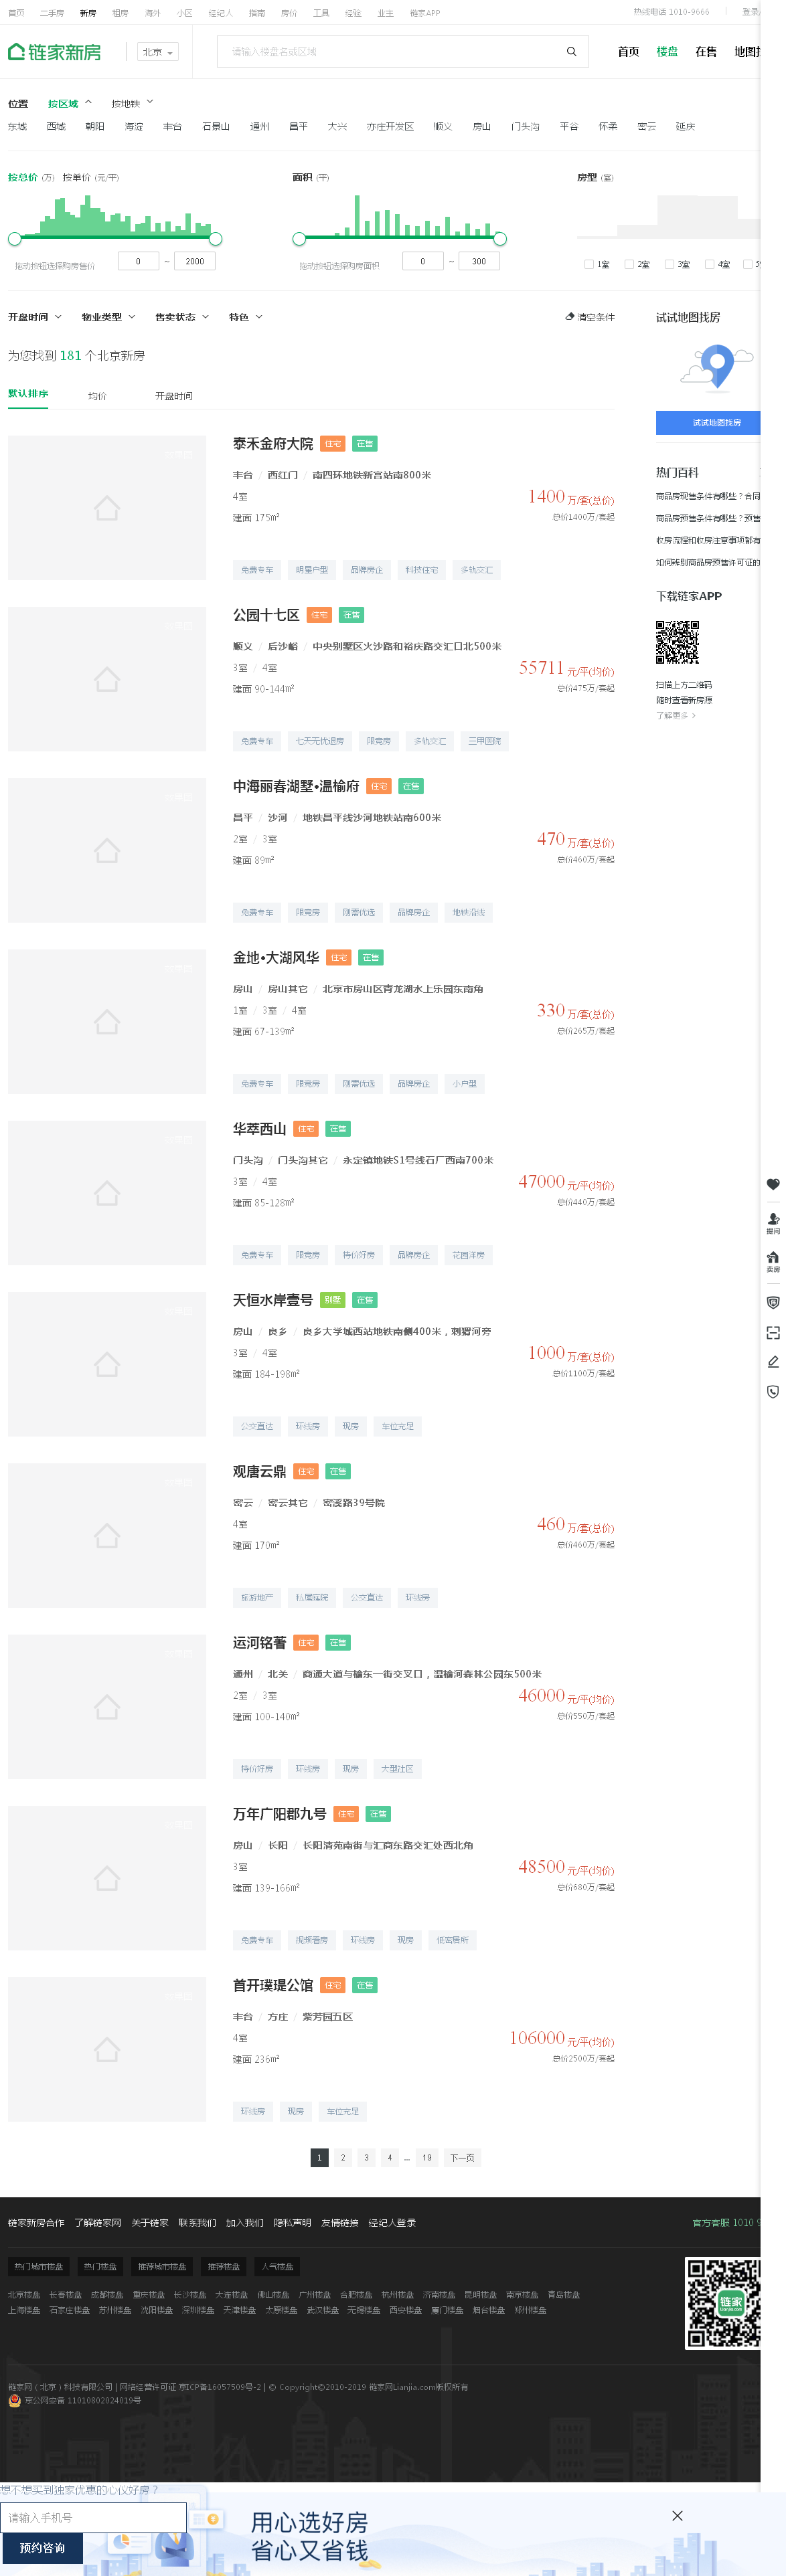 首页 二手房 新房 租房 海外 小区 经纪人 指南 房价 工具 经验 业主 链家APP 热线电话 1010-9666 登录
链家新房 北京 请输入楼盘名或区域 首页 楼盘 在售 地图
位置 按区域 按地铁
东城 西城 朝阳 海淀 丰台 石景山 通州 昌平 大兴 亦庄开发区 顺义 房山 门头沟 平谷 怀柔 密云 延庆
按总价 (万) 按单价 (元/平) 面积 (平) 房型 (室)
拖动按钮选择购房售价 0 ~ 2000 拖动按钮选择购房面积 0 ~ 300 1室 2室 3室 4室
开盘时间 物业类型 售卖状态 特色 清空条件
为您找到 181 个北京新房
默认排序 均价 开盘时间
泰禾金府大院 住宅 在售
丰台 / 西红门 / 南四环地铁新宫站南800米
4室
1400 万/套(总价)
建面 175m²
总价1400万/套起
免费专车 明星户型 品牌房企 科技住宅 多轨交汇
公园十七区 住宅 在售
顺义 / 后沙峪 / 中央别墅区火沙路和裕庆路交汇口北500米
3室 / 4室
55711 元/平(均价)
建面 90-144m²
总价475万/套起
免费专车 七天无忧退房 限竞房 多轨交汇 三甲医院
中海丽春湖墅•温榆府 住宅 在售
昌平 / 沙河 / 地铁昌平线沙河地铁站南600米
2室 / 3室
470 万/套(总价)
建面 89m²
总价460万/套起
免费专车 限竞房 刚需优选 品牌房企 地铁沿线
金地•大湖风华 住宅 在售
房山 / 房山其它 / 北京市房山区青龙湖水上乐园东南角
1室 / 3室 / 4室
330 万/套(总价)
建面 67-139m²
总价265万/套起
免费专车 限竞房 刚需优选 品牌房企 小户型
华萃西山 住宅 在售
门头沟 / 门头沟其它 / 永定镇地铁S1号线石厂西南700米
3室 / 4室
47000 元/平(均价)
建面 85-128m²
总价440万/套起
免费专车 限竞房 特价好房 品牌房企 花园洋房
天恒水岸壹号 别墅 在售
房山 / 良乡 / 良乡大学城西站地铁南侧400米，刺猬河旁
3室 / 4室
1000 万/套(总价)
建面 184-198m²
总价1100万/套起
公交直达 环线房 现房 车位充足
观唐云鼎 住宅 在售
密云 / 密云其它 / 密溪路39号院
4室
460 万/套(总价)
建面 170m²
总价460万/套起
旅游地产 私属庭院 公交直达 环线房
运河铭著 住宅 在售
通州 / 北关 / 商通大道与榆东一街交叉口，温榆河森林公园东500米
2室 / 3室
46000 元/平(均价)
建面 100-140m²
总价550万/套起
特价好房 环线房 现房 大型社区
万年广阳郡九号 住宅 在售
房山 / 长阳 / 长阳清苑南街与汇商东路交汇处西北角
3室
48500 元/平(均价)
建面 139-166m²
总价680万/套起
免费专车 视频看房 环线房 现房 低密居所
首开璞瑅公馆 住宅 在售
丰台 / 方庄 / 紫芳园五区
4室
106000 元/平(均价)
建面 236m²
总价2500万/套起
环线房 现房 车位充足
1 2 3 4 ... 19 下一页
试试地图找房
试试地图找房
热门百科
商品房现售条件有哪些？合同
商品房预售条件有哪些？预售
收房流程和收房注意事项都有
如何辨别商品房预售许可证的
下载链家APP
扫描上方二维码
随时查看新房源
了解更多 >
提问
卖房
链家新房合作 了解链家网 关于链家 联系我们 加入我们 隐私声明 友情链接 经纪人登录 官方客服 1010 9
热门城市楼盘 热门楼盘 推荐城市楼盘 推荐楼盘 人气楼盘
北京楼盘 长春楼盘 成都楼盘 重庆楼盘 长沙楼盘 大连楼盘 佛山楼盘 广州楼盘 合肥楼盘 杭州楼盘 济南楼盘 昆明楼盘 南京楼盘 青岛楼盘
上海楼盘 石家庄楼盘 苏州楼盘 沈阳楼盘 深圳楼盘 天津楼盘 太原楼盘 武汉楼盘 无锡楼盘 西安楼盘 厦门楼盘 烟台楼盘 郑州楼盘
链家
Lianjia.com
链家网（北京）科技有限公司 | 网络经营许可证 京ICP备16057509号-2 | © Copyright©2010-2019 链家网Lianjia.com版权所有
京公网安备 11010802024019号
想不想买到独家优惠的心仪好房？
请输入手机号
预约咨询
用心选好房
省心又省钱